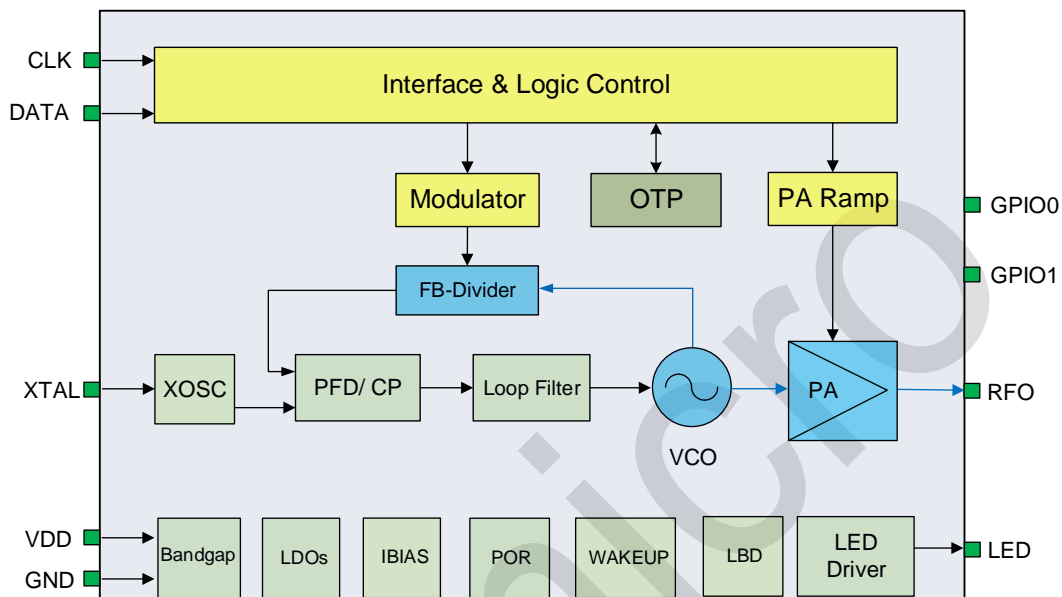 CLK
DATA
Interface & Logic Control
Modulator
OTP
PA Ramp
GPIO0
GPIO1
FB-Divider
XTAL
XOSC
PFD/ CP
Loop Filter
VCO
PA
RFO
VDD
GND
Bandgap
LDOs
IBIAS
POR
WAKEUP
LBD
LED
Driver
LED
micro